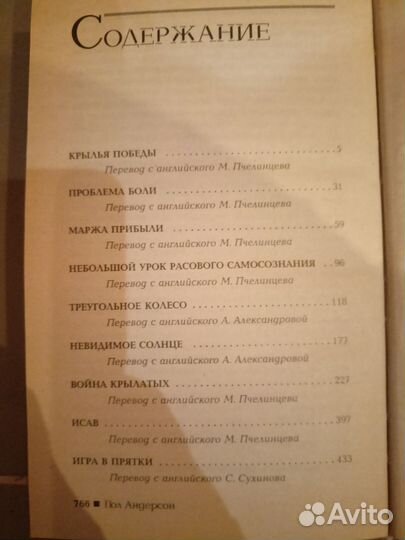 СОДЕРЖАНИЕ
КРЫЛЬЯ ПОБЕДЫ . . . . . . . . . . . . . . . . . . . . . . . 5
Перевод с английского М. Пчелинцева
ПРОБЛЕМА БОЛИ . . . . . . . . . . . . . . . . . . . . . . . 31
Перевод с английского М. Пчелинцева
МАРЖА ПРИБЫЛИ . . . . . . . . . . . . . . . . . . . . . . 59
Перевод с английского М. Пчелинцева
НЕБОЛЬШОЙ УРОК РАСОВОГО САМОСОЗНАНИЯ . . 96
Перевод с английского М. Пчелинцева
ТРЕУГОЛЬНОЕ КОЛЕСО . . . . . . . . . . . . . . . . . . . 118
Перевод с английского А. Александровой
НЕВИДИМОЕ СОЛНЦЕ . . . . . . . . . . . . . . . . . . . . 177
Перевод с английского А. Александровой
ВОЙНА КРЫЛАТЫХ . . . . . . . . . . . . . . . . . . . . . . 227
Перевод с английского М. Пчелинцева
ИСАВ . . . . . . . . . . . . . . . . . . . . . . . . . . . . . . . 397
Перевод с английского М. Пчелинцева
ИГРА В ПРЯТКИ . . . . . . . . . . . . . . . . . . . . . . . . 433
Перевод с английского С. Сухинова
766 ■ Пол Андерсон
Avito